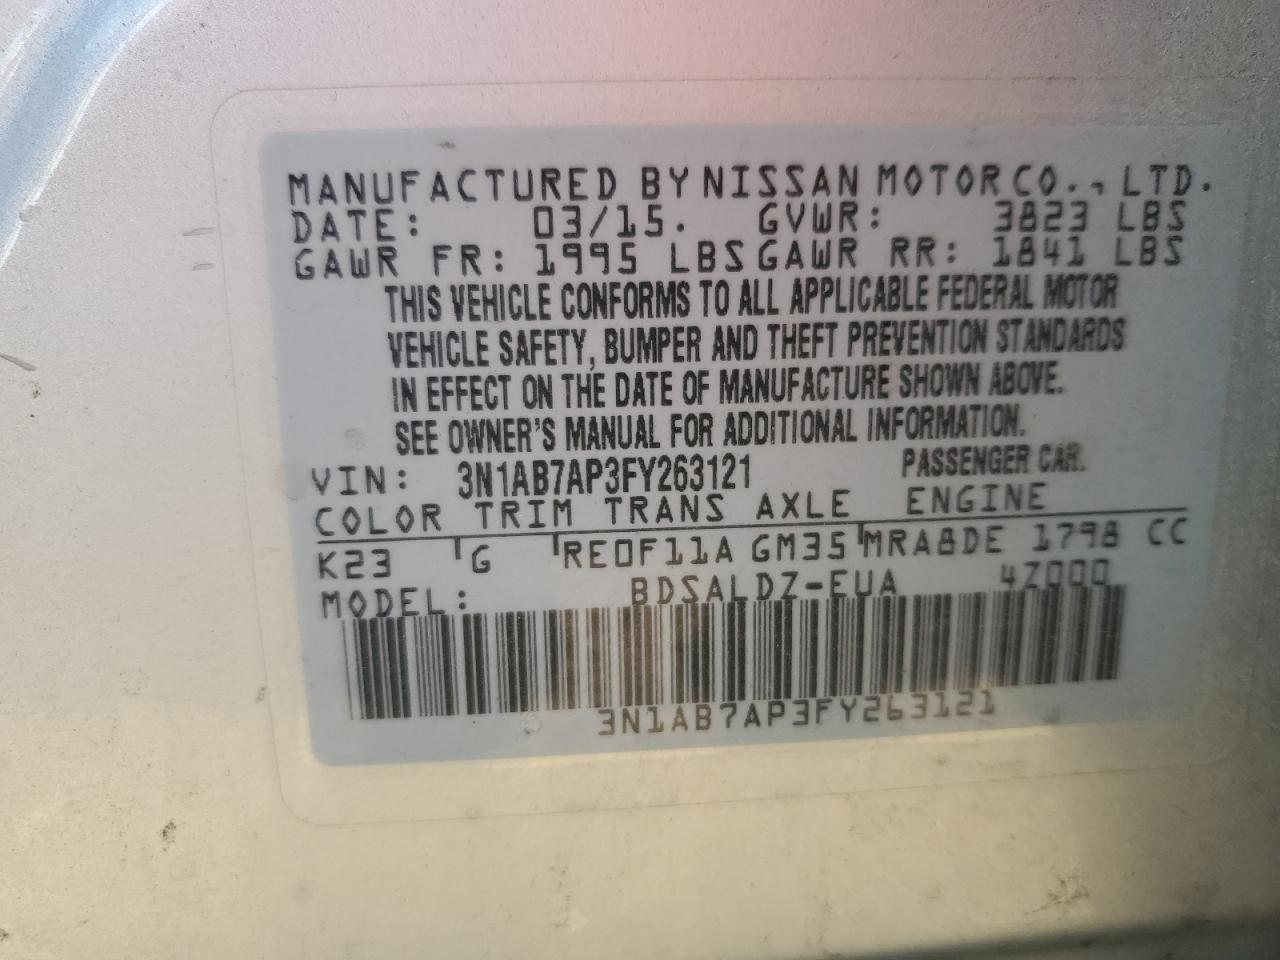 MANUFACTURED BY NISSAN MOTOR CO., LTD.
DATE: 03/15. GVWR: 3823 LBS
GAWR FR: 1995 LBS GAWR RR: 1841 LBS
THIS VEHICLE CONFORMS TO ALL APPLICABLE FEDERAL MOTOR
VEHICLE SAFETY, BUMPER AND THEFT PREVENTION STANDARDS
IN EFFECT ON THE DATE OF MANUFACTURE SHOWN ABOVE.
SEE OWNER'S MANUAL FOR ADDITIONAL INFORMATION.
VIN: 3N1AB7AP3FY263121 PASSENGER CAR.
COLOR TRIM TRANS AXLE ENGINE
K23 G RE0F11A GM35 MRA8DE 1798 CC
MODEL: BDSALDZ-EUA 4Z000
3N1AB7AP3FY263121